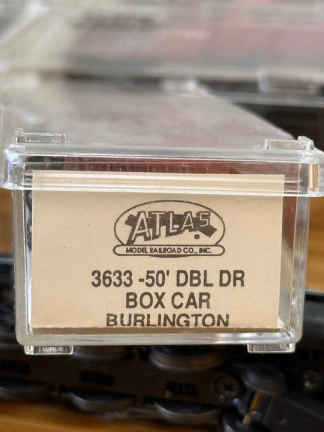 ATLAS
MODEL RAILROAD CO., INC.
3633 -50' DBL DR
BOX CAR
BURLINGTON